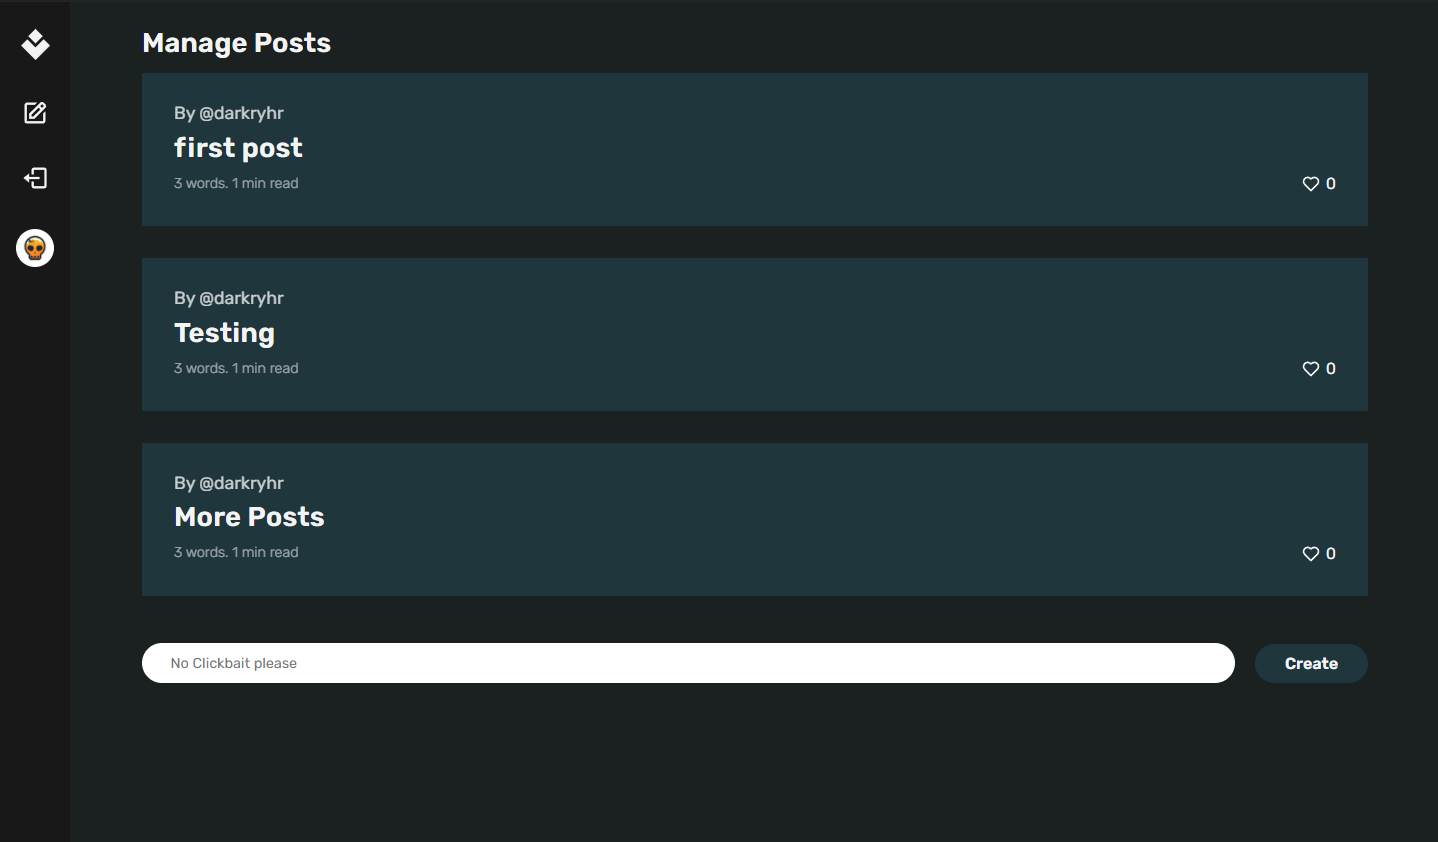 Manage Posts
By @darkryhr
first post
3 words. 1 min read
0
By @darkryhr
Testing
3 words. 1 min read
0
By @darkryhr
More Posts
3 words. 1 min read
0
No Clickbait please
Create